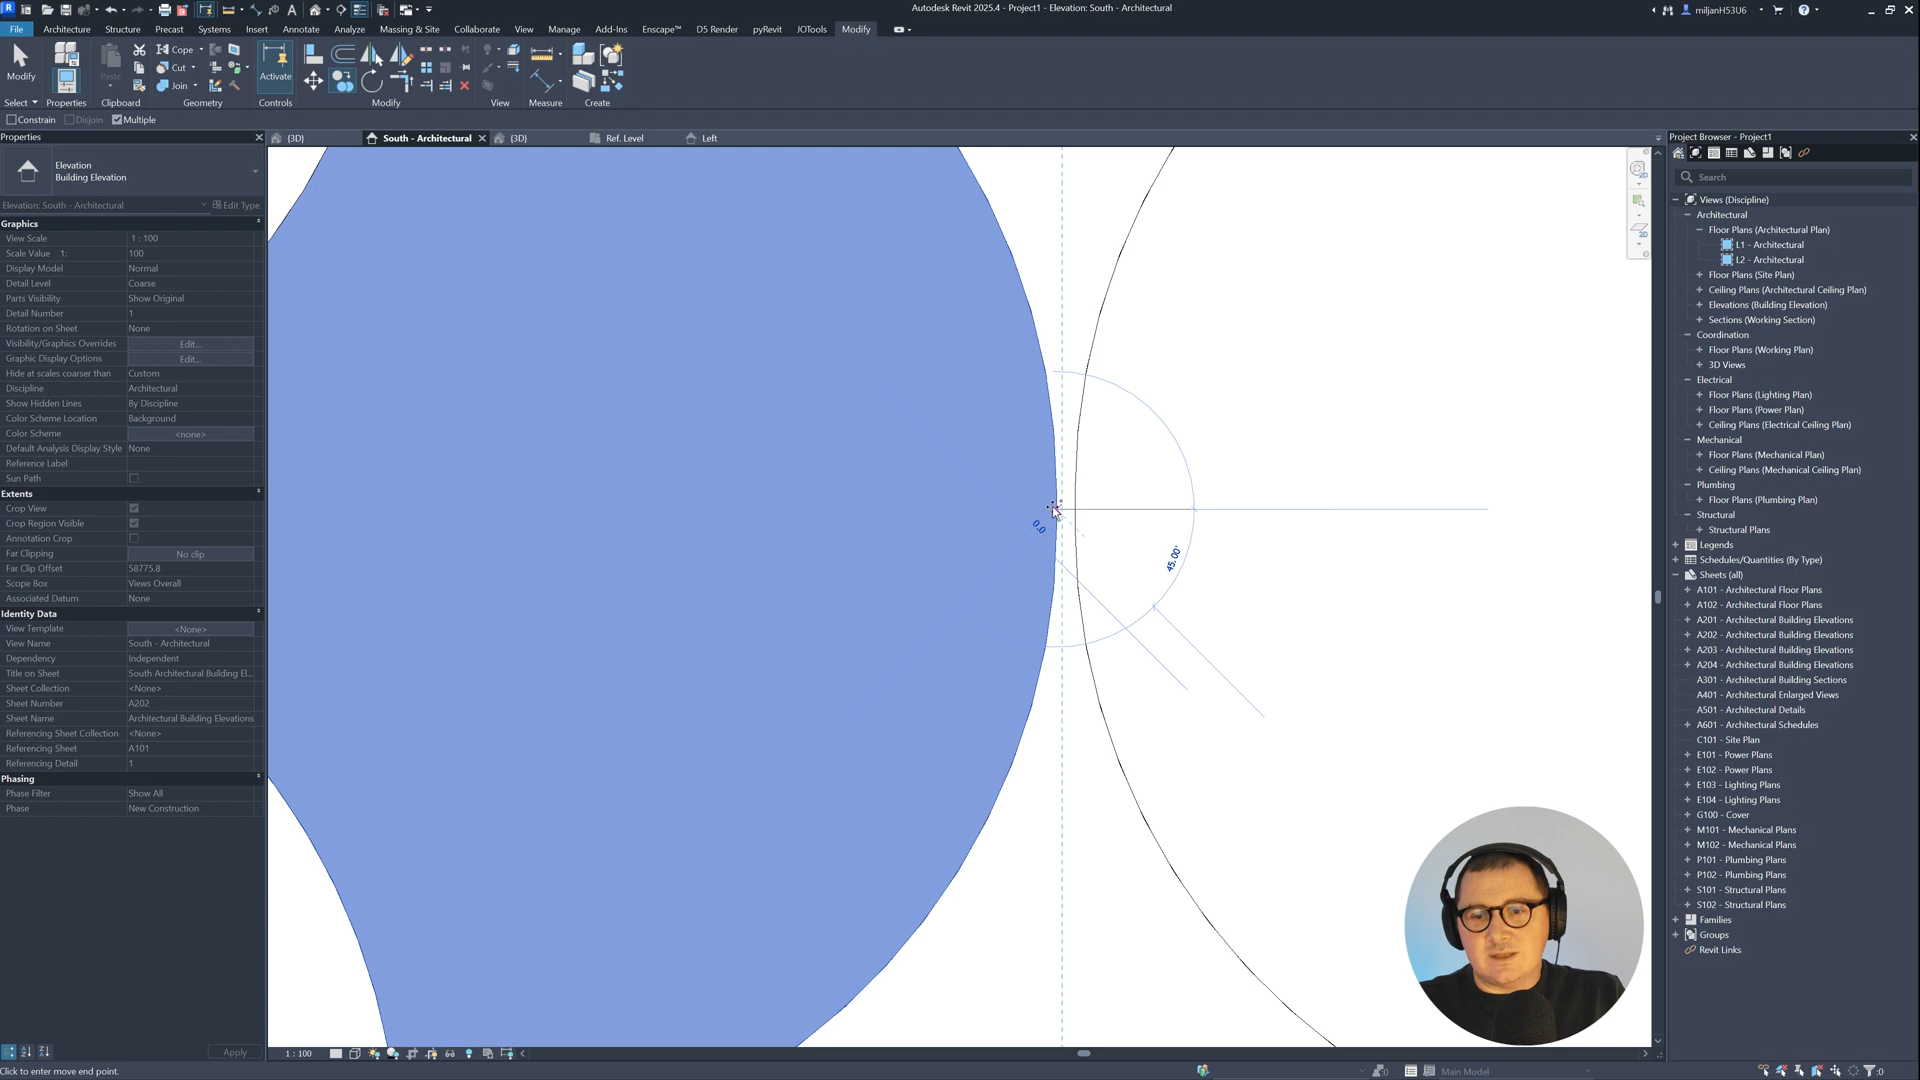 Autodesk Revit 2025.4 - Project1 - Elevation: South - Architectural
miljanH53U6
File
Architecture
Structure
Precast
Systems
Insert
Annotate
Analyze
Massing & Site
Collaborate
View
Manage
Add-Ins
Enscape™
D5 Render
pyRevit
JOTools
Modify
Modify
Paste
Cope
Cut
Join
Activate
Select
Properties
Clipboard
Geometry
Controls
Modify
View
Measure
Create
Constrain
Disjoin
Multiple
Properties
{3D}
South - Architectural
{3D}
Ref. Level
Left
Elevation
Building Elevation
Elevation: South - Architectural
Edit Type
Graphics
View Scale 1 : 100
Scale Value 1: 100
Display Model Normal
Detail Level Coarse
Parts Visibility Show Original
Detail Number 1
Rotation on Sheet None
Visibility/Graphics Overrides Edit...
Graphic Display Options Edit...
Hide at scales coarser than Custom
Discipline Architectural
Show Hidden Lines By Discipline
Color Scheme Location Background
Color Scheme <none>
Default Analysis Display Style None
Reference Label
Sun Path
Extents
Crop View
Crop Region Visible
Annotation Crop
Far Clipping No clip
Far Clip Offset 58775.8
Scope Box Views Overall
Associated Datum None
Identity Data
View Template <None>
View Name South - Architectural
Dependency Independent
Title on Sheet South Architectural Building El...
Sheet Collection <None>
Sheet Number A202
Sheet Name Architectural Building Elevations
Referencing Sheet Collection <None>
Referencing Sheet A101
Referencing Detail 1
Phasing
Phase Filter Show All
Phase New Construction
Apply
0.0
45.00°
Project Browser - Project1
Search
Views (Discipline)
Architectural
Floor Plans (Architectural Plan)
L1 - Architectural
L2 - Architectural
Floor Plans (Site Plan)
Ceiling Plans (Architectural Ceiling Plan)
Elevations (Building Elevation)
Sections (Working Section)
Coordination
Floor Plans (Working Plan)
3D Views
Electrical
Floor Plans (Lighting Plan)
Floor Plans (Power Plan)
Ceiling Plans (Electrical Ceiling Plan)
Mechanical
Floor Plans (Mechanical Plan)
Ceiling Plans (Mechanical Ceiling Plan)
Plumbing
Floor Plans (Plumbing Plan)
Structural
Structural Plans
Legends
Schedules/Quantities (By Type)
Sheets (all)
A101 - Architectural Floor Plans
A102 - Architectural Floor Plans
A201 - Architectural Building Elevations
A202 - Architectural Building Elevations
A203 - Architectural Building Elevations
A204 - Architectural Building Elevations
A301 - Architectural Building Sections
A401 - Architectural Enlarged Views
A501 - Architectural Details
A601 - Architectural Schedules
C101 - Site Plan
E101 - Power Plans
E102 - Power Plans
E103 - Lighting Plans
E104 - Lighting Plans
G100 - Cover
M101 - Mechanical Plans
M102 - Mechanical Plans
P101 - Plumbing Plans
P102 - Plumbing Plans
S101 - Structural Plans
S102 - Structural Plans
Families
Groups
Revit Links
1 : 100
Click to enter move end point.
:0
Main Model
:0